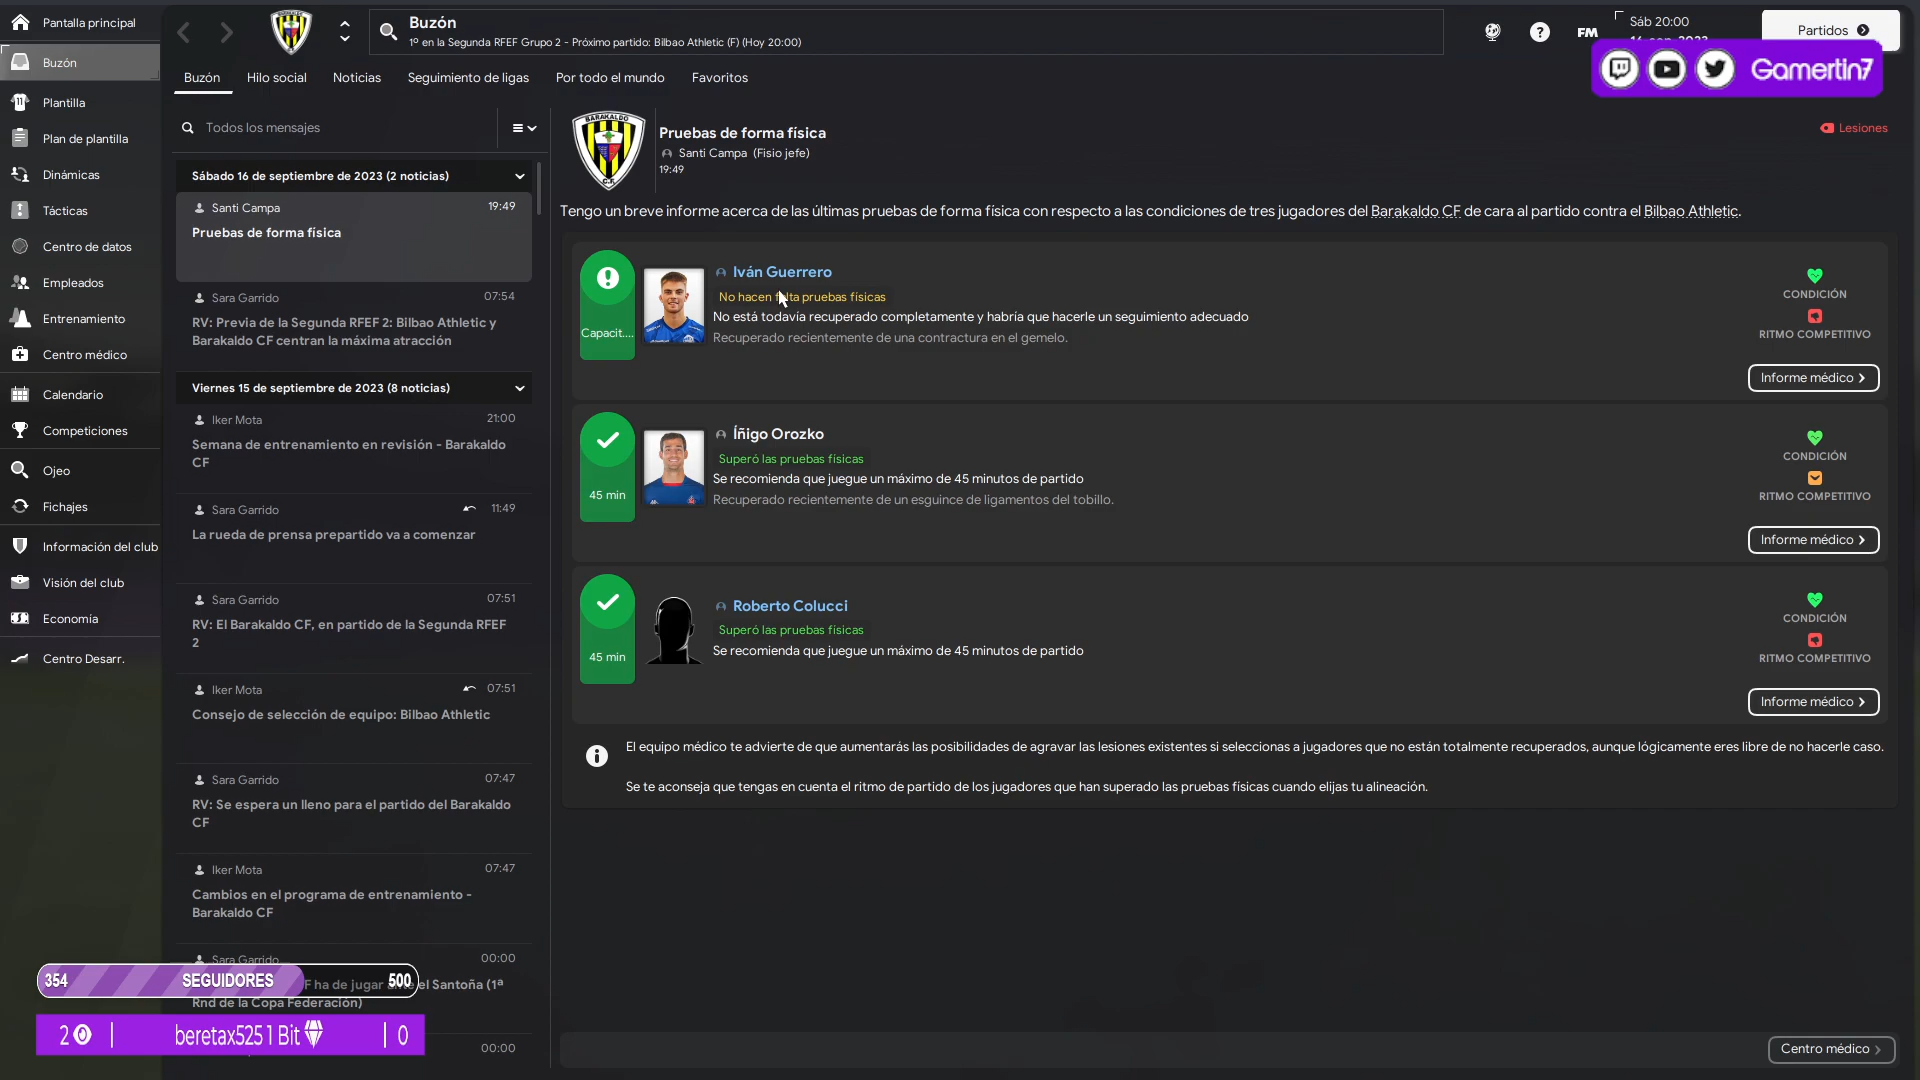 Pantalla principal
Buzón
Plantilla
Plan de plantilla
Dinámicas
Tácticas
Centro de datos
Empleados
Entrenamiento
Centro médico
Calendario
Competiciones
Ojeo
Fichajes
Información del club
Visión del club
Economía
Centro Desarr.
Buzón
1º en la Segunda RFEF Grupo 2 - Próximo partido: Bilbao Athletic (F) (Hoy 20:00)
FM
Sáb 20:00
Partidos
Gamertin7
Buzón
Hilo social
Noticias
Seguimiento de ligas
Por todo el mundo
Favoritos
Todos los mensajes
Sábado 16 de septiembre de 2023 (2 noticias)
Santi Campa 19:49
Pruebas de forma física
Sara Garrido 07:54
RV: Previa de la Segunda RFEF 2: Bilbao Athletic y
Barakaldo CF centran la máxima atracción
Viernes 15 de septiembre de 2023 (8 noticias)
Iker Mota 21:00
Semana de entrenamiento en revisión - Barakaldo
CF
Sara Garrido 11:49
La rueda de prensa prepartido va a comenzar
Sara Garrido 07:51
RV: El Barakaldo CF, en partido de la Segunda RFEF
2
Iker Mota 07:51
Consejo de selección de equipo: Bilbao Athletic
Sara Garrido 07:47
RV: Se espera un lleno para el partido del Barakaldo
CF
Iker Mota 07:47
Cambios en el programa de entrenamiento -
Barakaldo CF
Sara Garrido 00:00
F ha de jugar ante el Santoña (1ª
Rnd de la Copa Federación)
00:00
354 SEGUIDORES 500
2 beretax525 1 Bit 0
BARAKALDO
C.F.
Pruebas de forma física
Santi Campa (Fisio jefe)
19:49
Lesiones
Tengo un breve informe acerca de las últimas pruebas de forma física con respecto a las condiciones de tres jugadores del Barakaldo CF de cara al partido contra el Bilbao Athletic.
Capacit....
Iván Guerrero
No hacen falta pruebas físicas
No está todavía recuperado completamente y habría que hacerle un seguimiento adecuado
Recuperado recientemente de una contractura en el gemelo.
CONDICIÓN
RITMO COMPETITIVO
Informe médico
45 min
Íñigo Orozko
Superó las pruebas físicas
Se recomienda que juegue un máximo de 45 minutos de partido
Recuperado recientemente de un esguince de ligamentos del tobillo.
CONDICIÓN
RITMO COMPETITIVO
Informe médico
45 min
Roberto Colucci
Superó las pruebas físicas
Se recomienda que juegue un máximo de 45 minutos de partido
CONDICIÓN
RITMO COMPETITIVO
Informe médico
El equipo médico te advierte de que aumentarás las posibilidades de agravar las lesiones existentes si seleccionas a jugadores que no están totalmente recuperados, aunque lógicamente eres libre de no hacerle caso.
Se te aconseja que tengas en cuenta el ritmo de partido de los jugadores que han superado las pruebas físicas cuando elijas tu alineación.
Centro médico